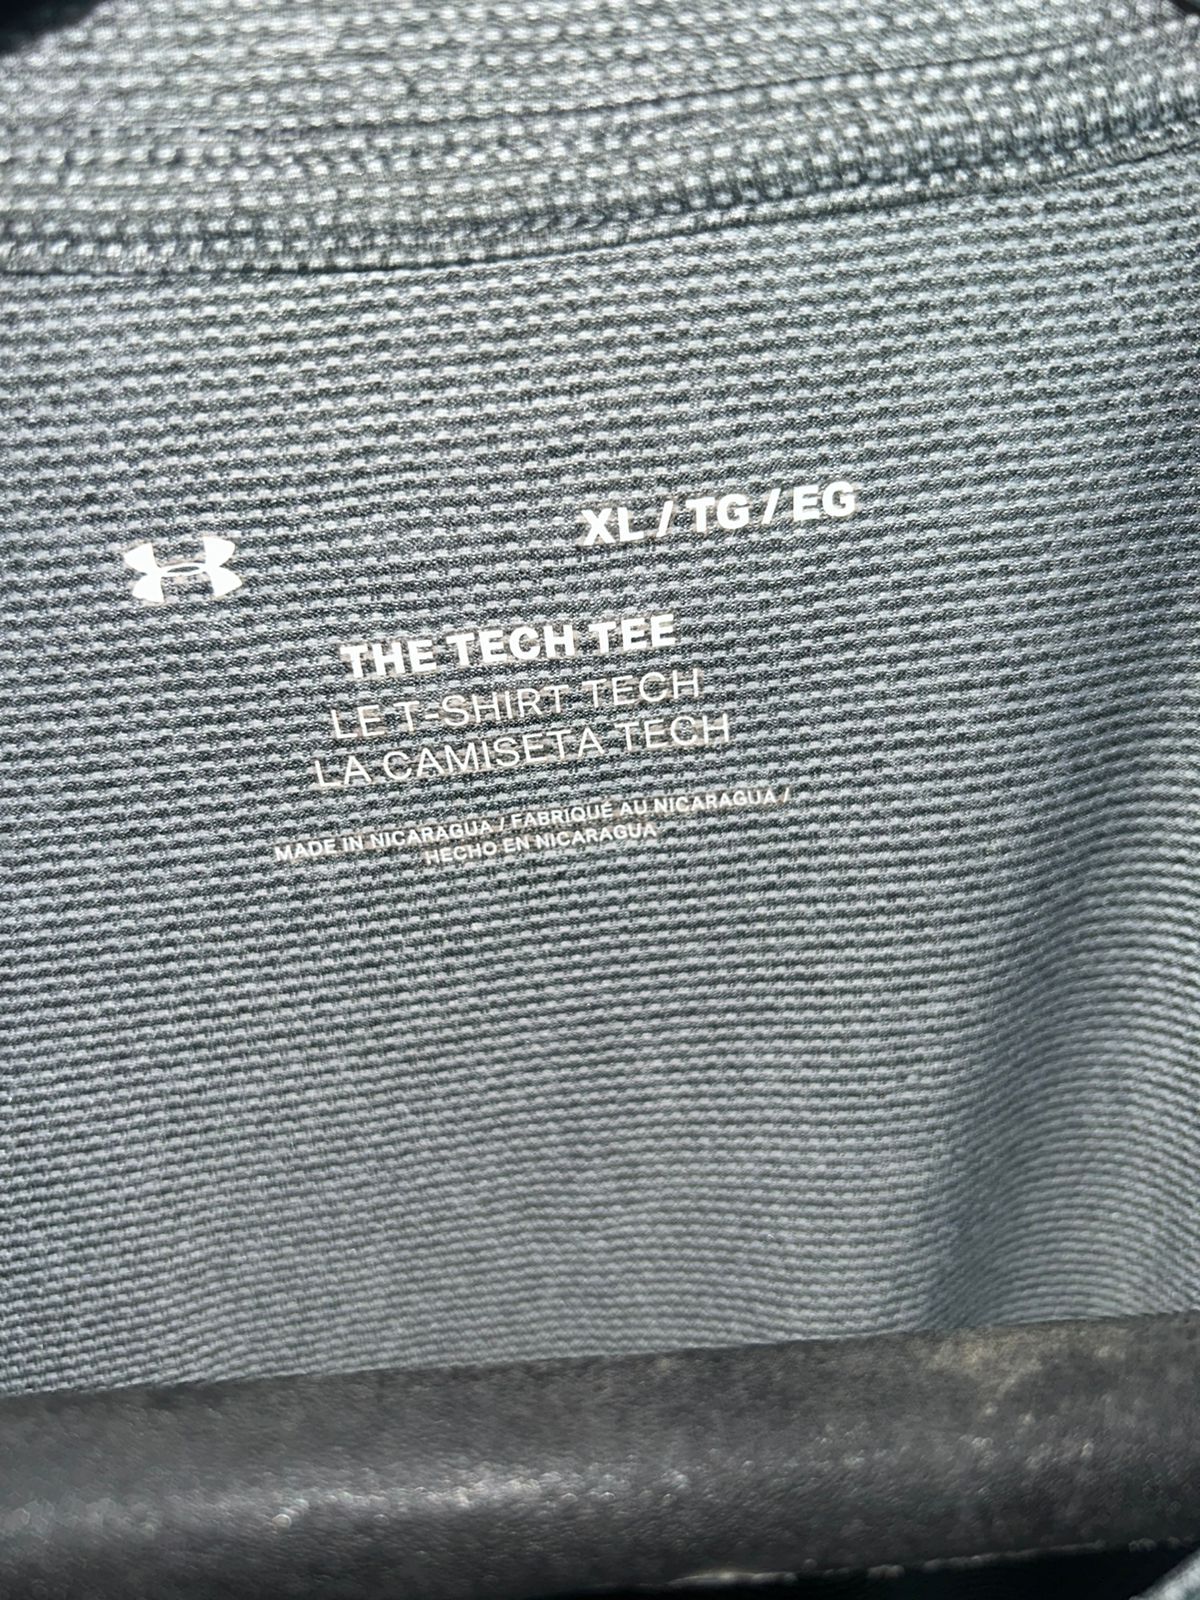 XL / TG / EG
THE TECH TEE
LE T-SHIRT TECH
LA CAMISETA TECH
MADE IN NICARAGUA / FABRIQUÉ AU NICARAGUA /
HECHO EN NICARAGUA